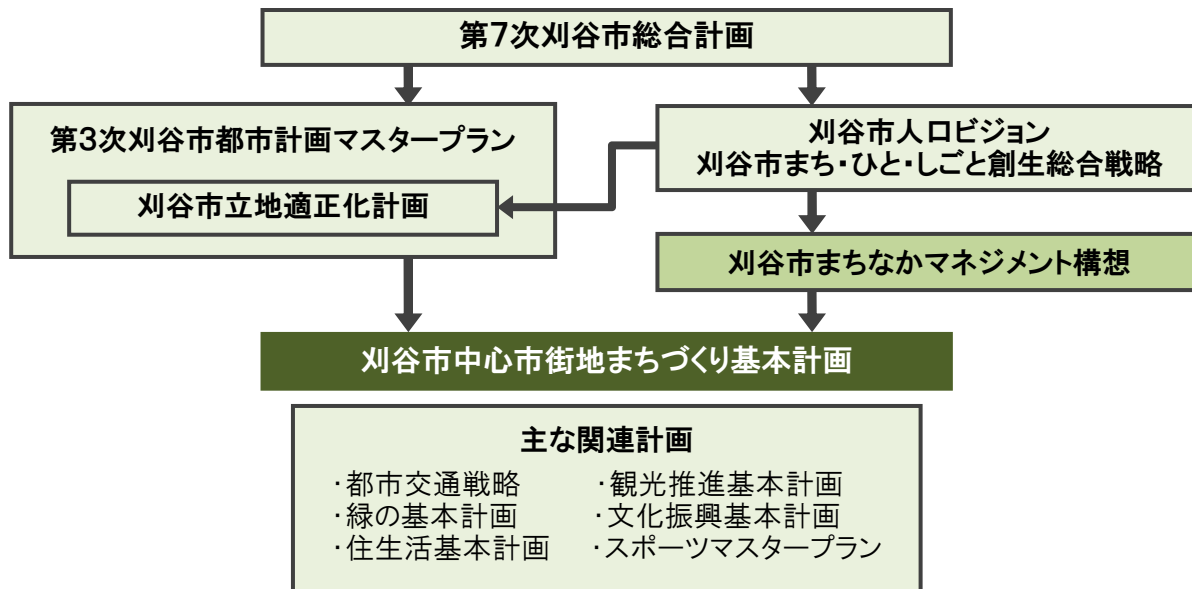 第7次刈谷市総合計画
第3次刈谷市都市計画マスタープラン
刈谷市立地適正化計画
刈谷市人口ビジョン
刈谷市まち・ひと・しごと創生総合戦略
刈谷市まちなかマネジメント構想
刈谷市中心市街地まちづくり基本計画
主な関連計画
・都市交通戦略 ・観光推進基本計画
・緑の基本計画 ・文化振興基本計画
・住生活基本計画 ・スポーツマスタープラン